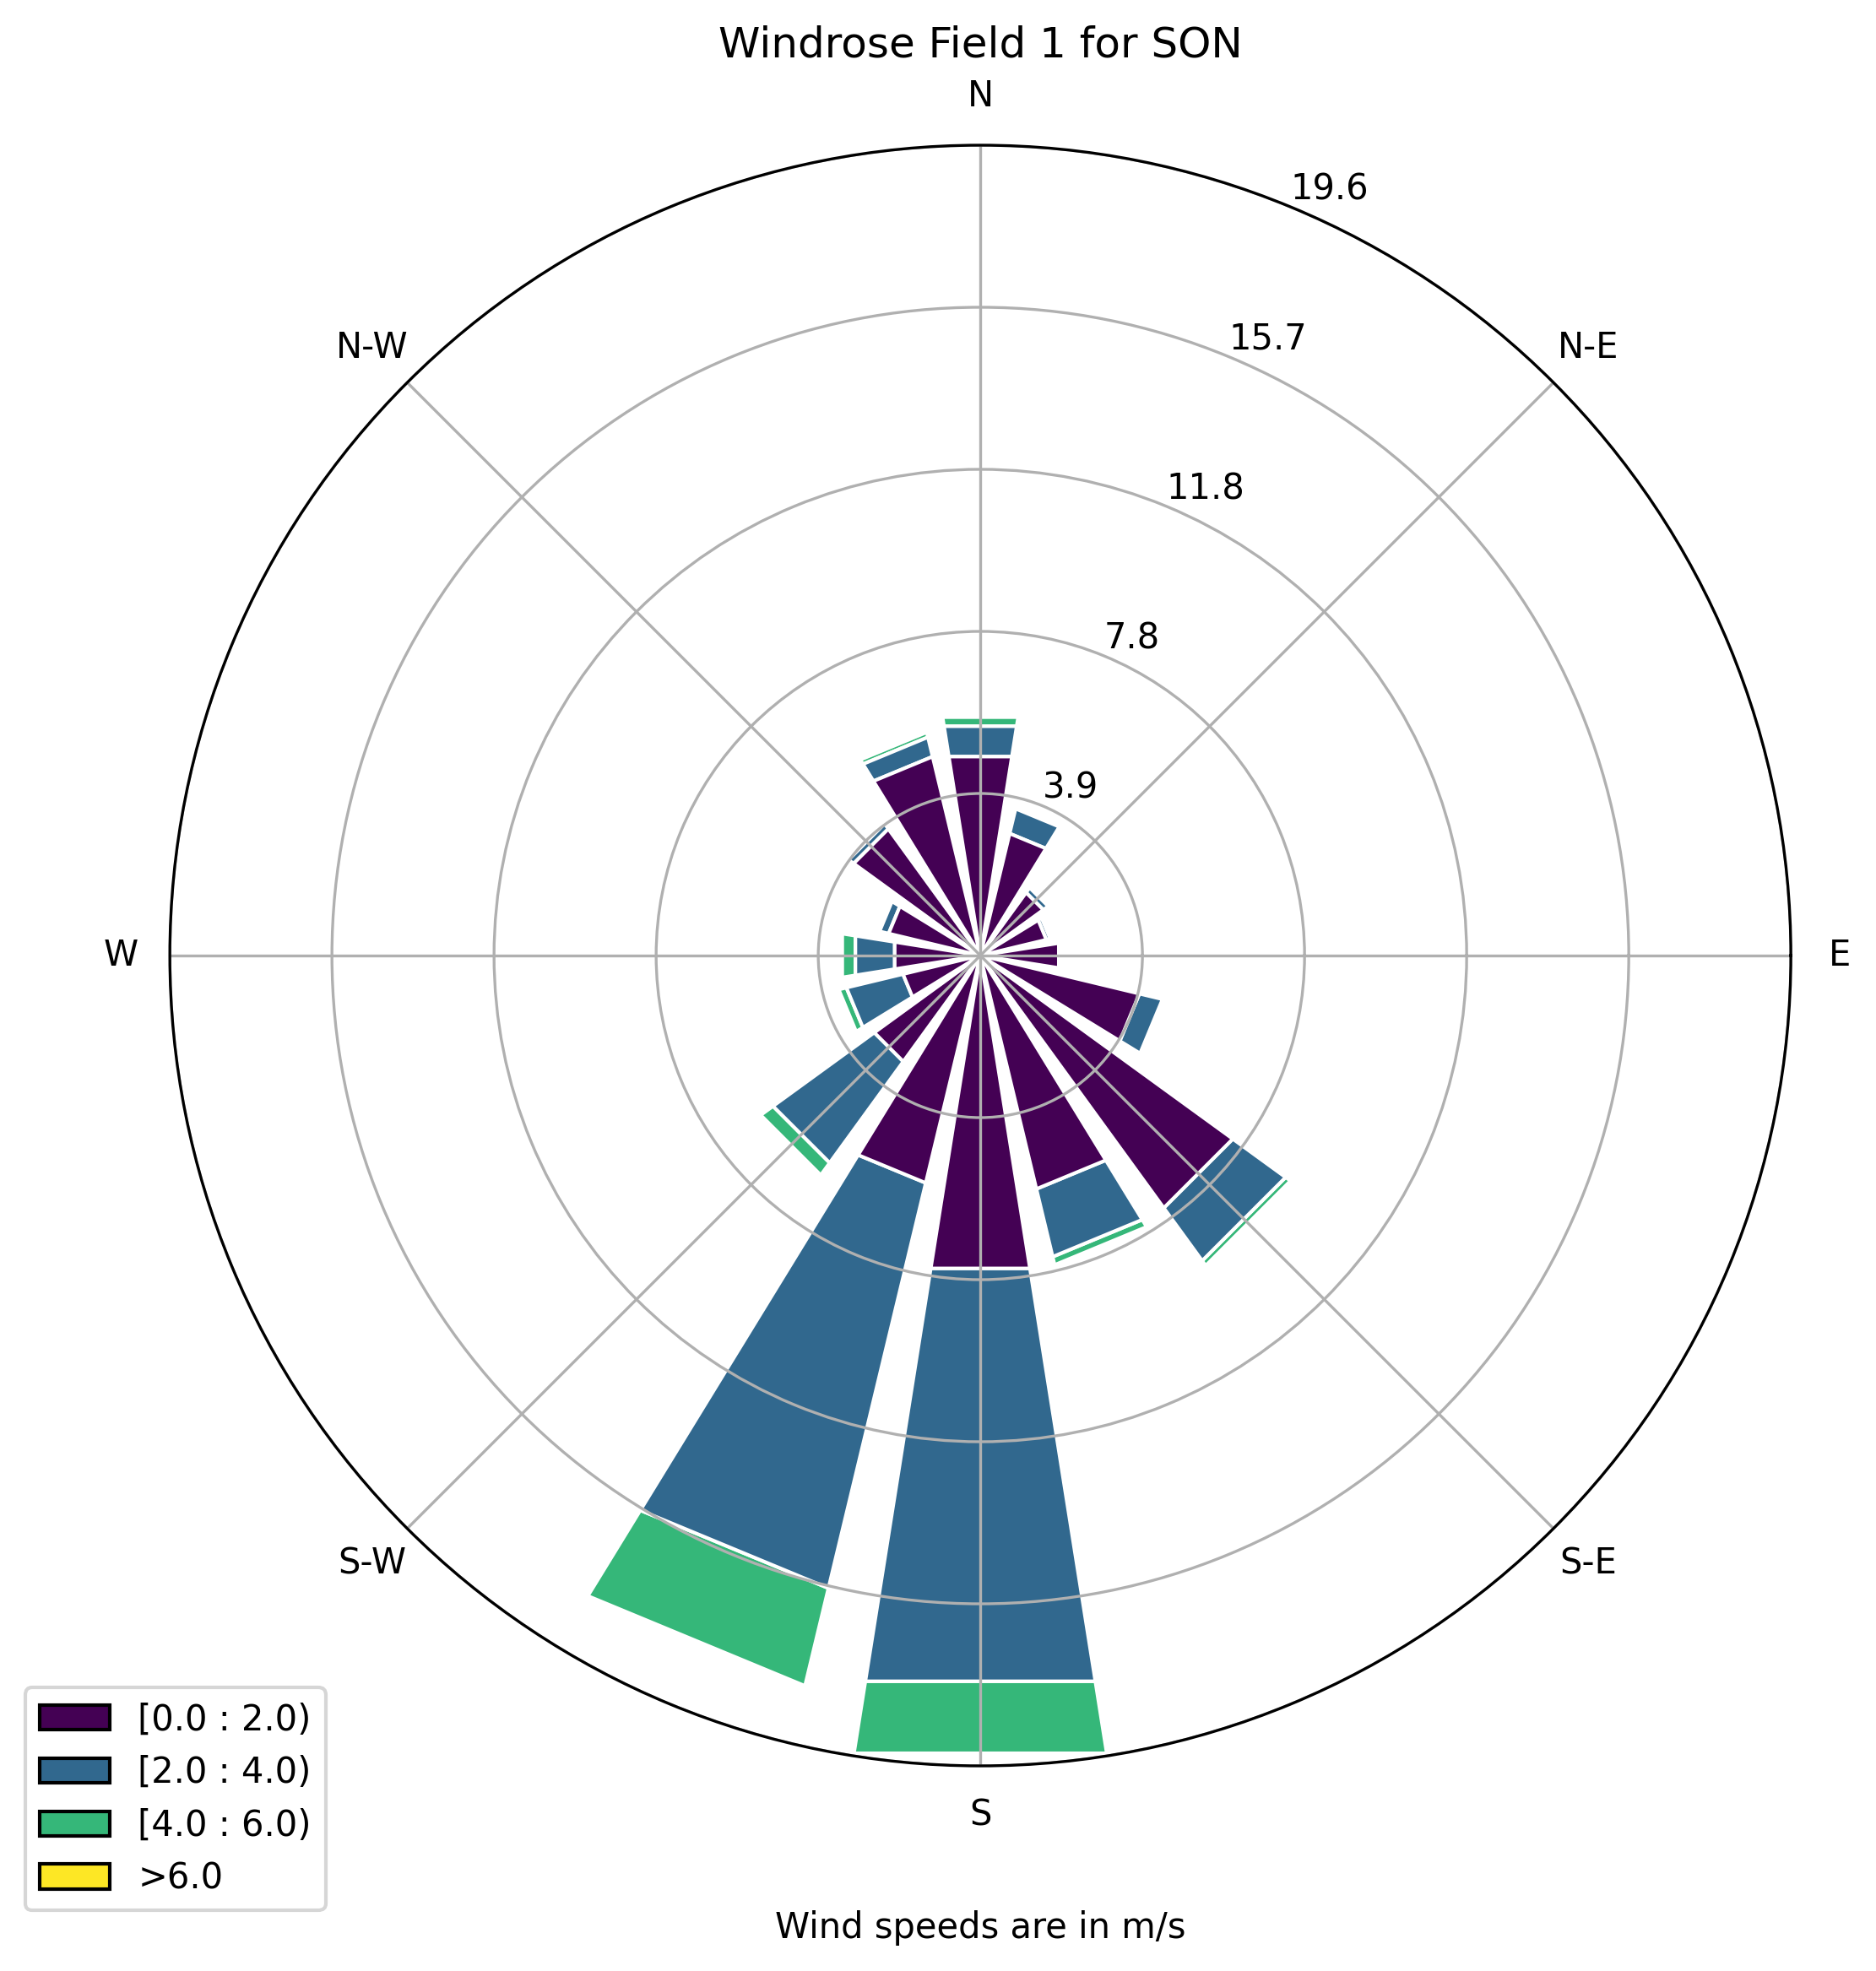 Windrose Field 1 for SON
N
19.6
15.7
N-W
N-E
11.8
7.8
3.9
W
E
S-W
S-E
[0.0 : 2.0)
[2.0 : 4.0)
S
[4.0 : 6.0)
>6.0
Wind speeds are in m/s